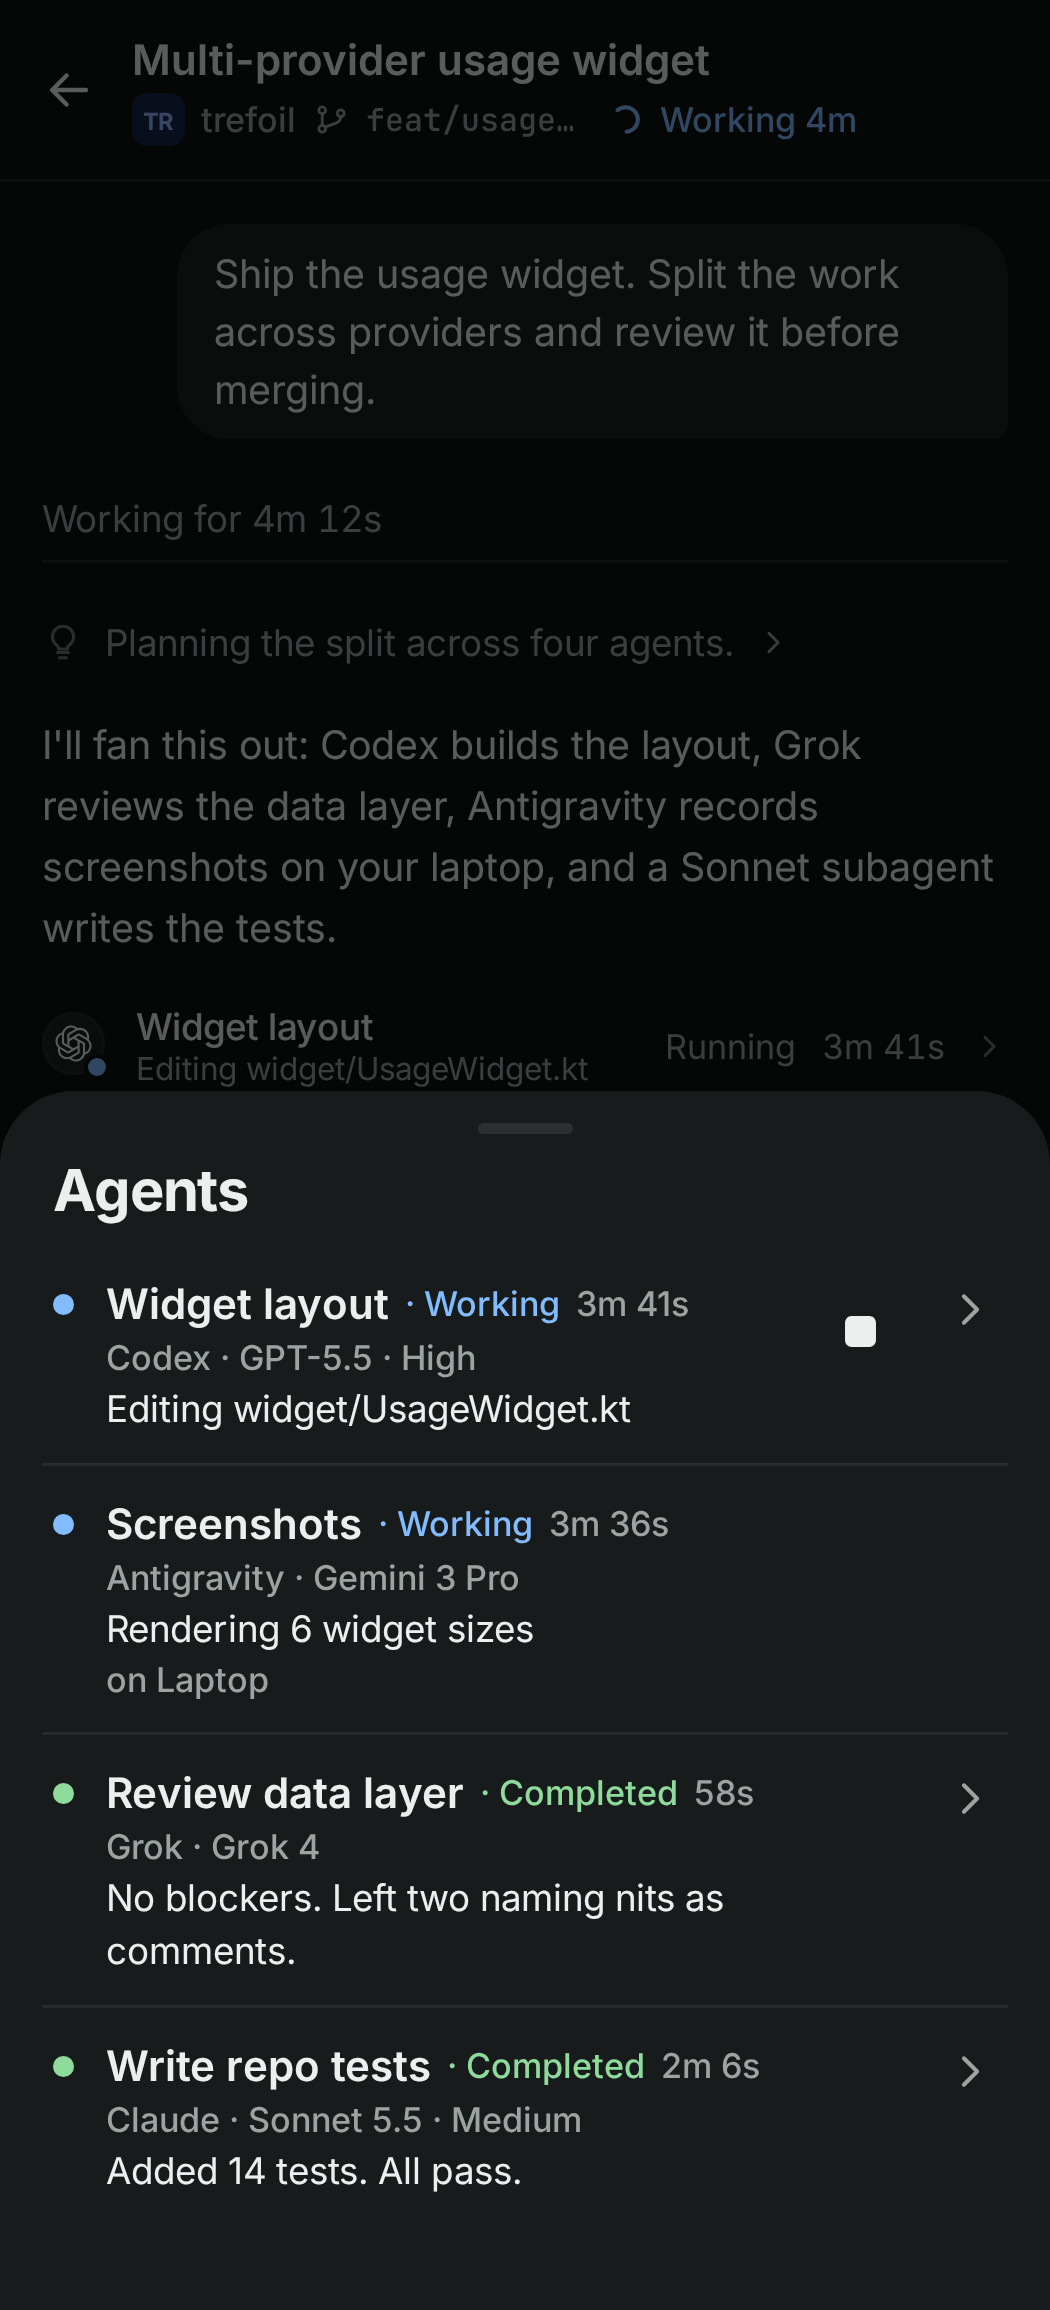 Multi-provider usage widget
TR trefoil feat/usage… Working 4m
Ship the usage widget. Split the work
across providers and review it before
merging.
Working for 4m 12s
Planning the split across four agents.
I'll fan this out: Codex builds the layout, Grok
reviews the data layer, Antigravity records
screenshots on your laptop, and a Sonnet subagent
writes the tests.
Widget layout
Running 3m 41s
Editing widget/UsageWidget.kt
Agents
Widget layout · Working 3m 41s
Codex · GPT-5.5 · High
Editing widget/UsageWidget.kt
Screenshots · Working 3m 36s
Antigravity · Gemini 3 Pro
Rendering 6 widget sizes
on Laptop
Review data layer · Completed 58s
Grok · Grok 4
No blockers. Left two naming nits as
comments.
Write repo tests · Completed 2m 6s
Claude · Sonnet 5.5 · Medium
Added 14 tests. All pass.